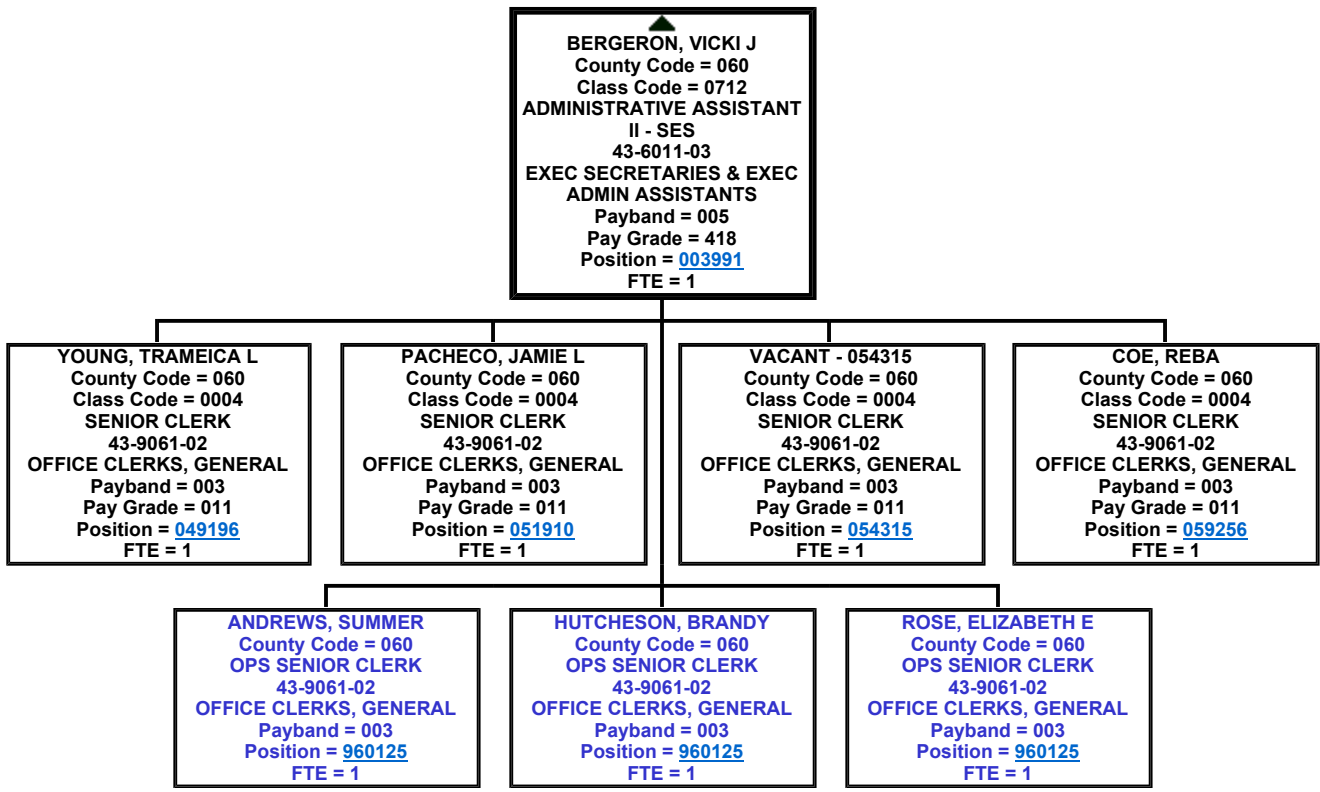 BERGERON, VICKI J
County Code = 060
Class Code = 0712
ADMINISTRATIVE ASSISTANT
II - SES
43-6011-03
EXEC SECRETARIES & EXEC
ADMIN ASSISTANTS
Payband = 005
Pay Grade = 418
Position = 003991
FTE = 1
YOUNG, TRAMEICA L
County Code = 060
Class Code = 0004
SENIOR CLERK
43-9061-02
OFFICE CLERKS, GENERAL
Payband = 003
Pay Grade = 011
Position = 049196
FTE = 1
PACHECO, JAMIE L
County Code = 060
Class Code = 0004
SENIOR CLERK
43-9061-02
OFFICE CLERKS, GENERAL
Payband = 003
Pay Grade = 011
Position = 051910
FTE = 1
VACANT - 054315
County Code = 060
Class Code = 0004
SENIOR CLERK
43-9061-02
OFFICE CLERKS, GENERAL
Payband = 003
Pay Grade = 011
Position = 054315
FTE = 1
COE, REBA
County Code = 060
Class Code = 0004
SENIOR CLERK
43-9061-02
OFFICE CLERKS, GENERAL
Payband = 003
Pay Grade = 011
Position = 059256
FTE = 1
ANDREWS, SUMMER
County Code = 060
OPS SENIOR CLERK
43-9061-02
OFFICE CLERKS, GENERAL
Payband = 003
Position = 960125
FTE = 1
HUTCHESON, BRANDY
County Code = 060
OPS SENIOR CLERK
43-9061-02
OFFICE CLERKS, GENERAL
Payband = 003
Position = 960125
FTE = 1
ROSE, ELIZABETH E
County Code = 060
OPS SENIOR CLERK
43-9061-02
OFFICE CLERKS, GENERAL
Payband = 003
Position = 960125
FTE = 1